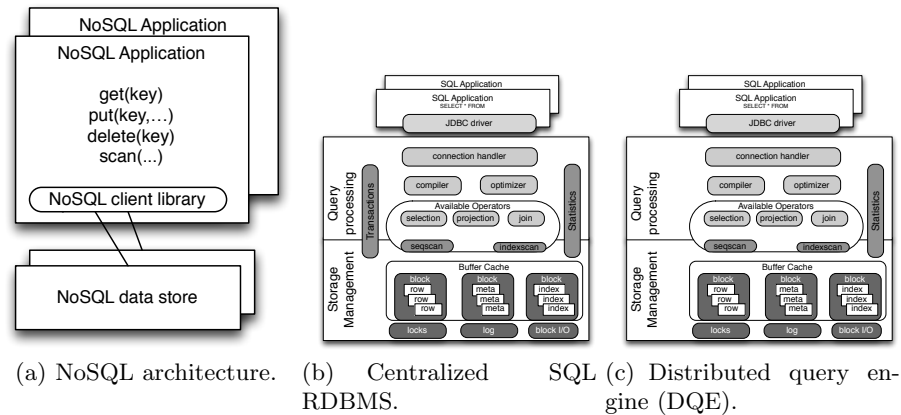 NoSQL Application
NoSQL Application
get(key)
put(key,...)
delete(key)
scan(...)
NoSQL client library
NoSQL data store
(a) NoSQL architecture.
SQL Application
SQL Application
SELECT * FROM
JDBC driver
connection handler
compiler
optimizer
Available Operators
selection
projection
join
seqscan
indexscan
Query processing
Transactions
Statistics
Storage Management
Buffer Cache
block
row
row
row
block
meta
meta
meta
block
index
index
index
locks
log
block I/O
(b) Centralized SQL
RDBMS.
SQL Application
SQL Application
SELECT * FROM
JDBC driver
connection handler
compiler
optimizer
Available Operators
selection
projection
join
seqscan
indexscan
Query processing
Statistics
Storage Management
Buffer Cache
block
row
row
row
block
meta
meta
meta
block
index
index
index
locks
log
block I/O
(c) Distributed query en-
gine (DQE).